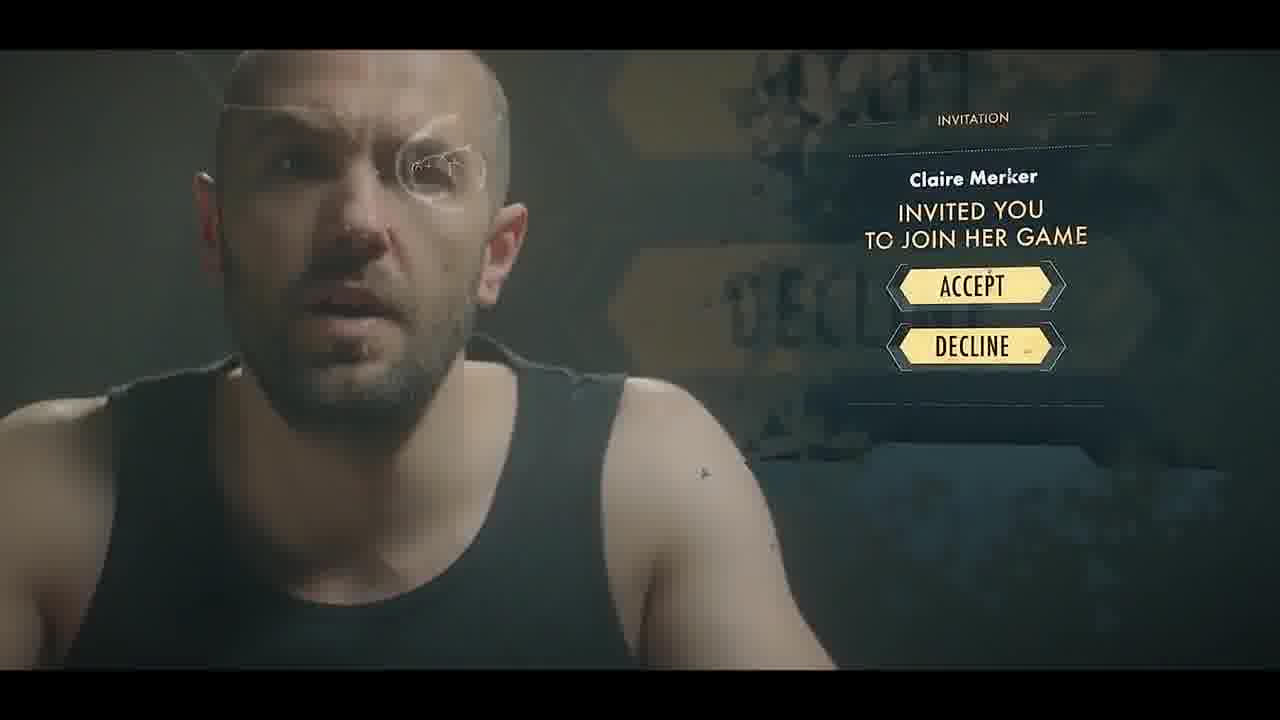 INVITATION
Claire Merker
INVITED YOU
TO JOIN HER GAME
ACCEPT
DECLINE